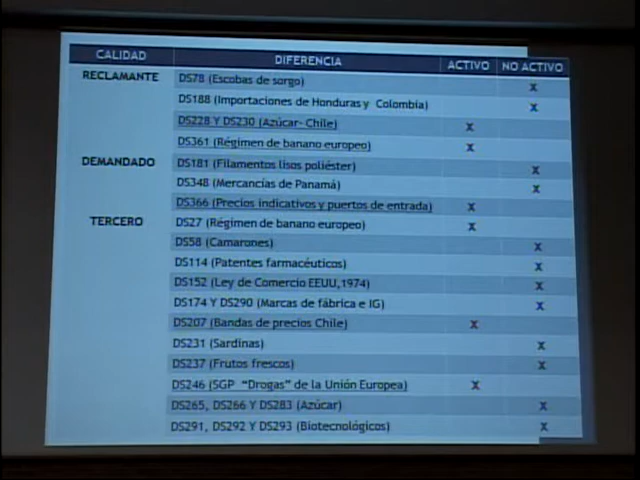 CALIDAD DIFERENCIA ACTIVO NO ACTIVO
RECLAMANTE DS78 (Escobas de sorgo) X
DS188 (Importaciones de Honduras y Colombia) X
DS228 Y DS230 (Azúcar- Chile) X
DS361 (Régimen de banano europeo) X
DEMANDADO DS181 (Filamentos lisos poliéster) X
DS348 (Mercancías de Panamá) X
DS366 (Precios indicativos y puertos de entrada) X
TERCERO DS27 (Régimen de banano europeo) X
DS58 (Camarones) X
DS114 (Patentes farmacéuticos) X
DS152 (Ley de Comercio EEUU,1974) X
DS174 Y DS290 (Marcas de fábrica e IG) X
DS207 (Bandas de precios Chile) X
DS231 (Sardinas) X
DS237 (Frutos frescos) X
DS246 (SGP "Drogas" de la Unión Europea) X
DS265, DS266 Y DS283 (Azúcar) X
DS291, DS292 Y DS293 (Biotecnológicos) X